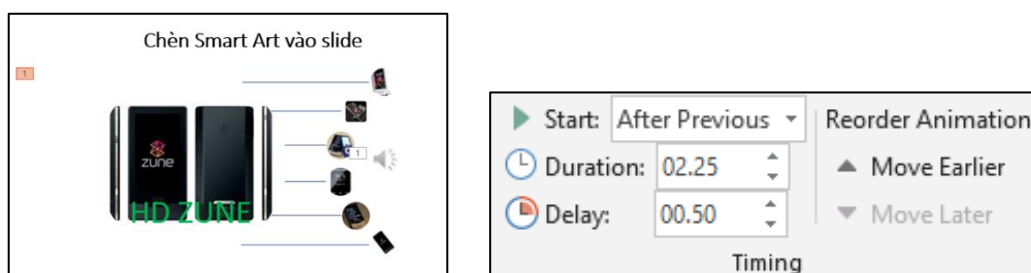 Chèn Smart Art vào slide
1
zune
1
HD ZUNE
Start: After Previous
Duration: 02.25
Delay: 00.50
Reorder Animation
Move Earlier
Move Later
Timing